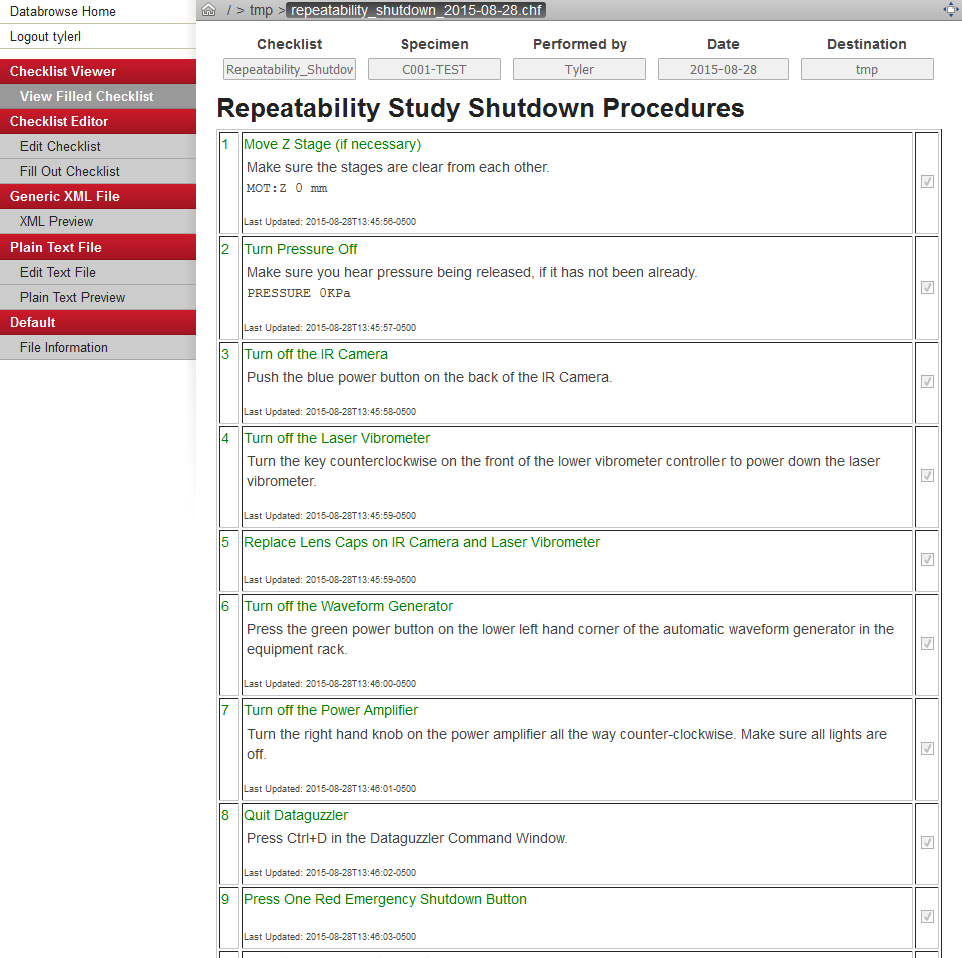 Databrowse Home
Logout tylerl
Checklist Viewer
View Filled Checklist
Checklist Editor
Edit Checklist
Fill Out Checklist
Generic XML File
XML Preview
Plain Text File
Edit Text File
Plain Text Preview
Default
File Information
/ > tmp > repeatability_shutdown_2015-08-28.chf
Checklist Specimen Performed by Date Destination
Repeatability_Shutdov C001-TEST Tyler 2015-08-28 tmp
Repeatability Study Shutdown Procedures
1 Move Z Stage (if necessary)
Make sure the stages are clear from each other.
MOT:Z 0 mm
Last Updated: 2015-08-28T13:45:56-0500
2 Turn Pressure Off
Make sure you hear pressure being released, if it has not been already.
PRESSURE 0KPa
Last Updated: 2015-08-28T13:45:57-0500
3 Turn off the IR Camera
Push the blue power button on the back of the IR Camera.
Last Updated: 2015-08-28T13:45:58-0500
4 Turn off the Laser Vibrometer
Turn the key counterclockwise on the front of the lower vibrometer controller to power down the laser
vibrometer.
Last Updated: 2015-08-28T13:45:59-0500
5 Replace Lens Caps on IR Camera and Laser Vibrometer
Last Updated: 2015-08-28T13:45:59-0500
6 Turn off the Waveform Generator
Press the green power button on the lower left hand corner of the automatic waveform generator in the
equipment rack.
Last Updated: 2015-08-28T13:46:00-0500
7 Turn off the Power Amplifier
Turn the right hand knob on the power amplifier all the way counter-clockwise. Make sure all lights are
off.
Last Updated: 2015-08-28T13:46:01-0500
8 Quit Dataguzzler
Press Ctrl+D in the Dataguzzler Command Window.
Last Updated: 2015-08-28T13:46:02-0500
9 Press One Red Emergency Shutdown Button
Last Updated: 2015-08-28T13:46:03-0500